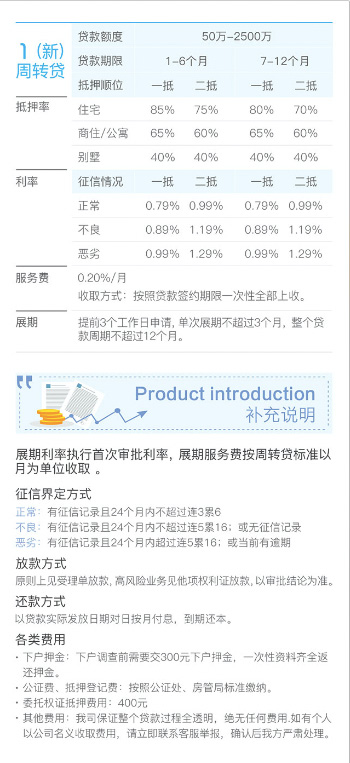 1（新）
周转贷
贷款额度 50万-2500万
贷款期限 1-6个月 7-12个月
抵押顺位 一抵 二抵 一抵 二抵
抵押率 住宅 85% 75% 80% 70%
商住/公寓 65% 60% 65% 60%
别墅 40% 40% 40% 40%
利率 征信情况 一抵 二抵 一抵 二抵
正常 0.79% 0.99% 0.79% 0.99%
不良 0.89% 1.19% 0.89% 1.19%
恶劣 0.99% 1.29% 0.99% 1.29%
服务费 0.20%/月
收取方式：按照贷款签约期限一次性全部上收。
展期 提前3个工作日申请, 单次展期不超过3个月，整个贷
款周期不超过12个月。
Product introduction
补充说明
展期利率执行首次审批利率，展期服务费按周转贷标准以
月为单位收取 。
征信界定方式
正常：有征信记录且24个月内不超过连3累6
不良：有征信记录且24个月内不超过连5累16；或无征信记录
恶劣：有征信记录且24个月内超过连5累16；或当前有逾期
放款方式
原则上见受理单放款, 高风险业务见他项权利证放款, 以审批结论为准。
还款方式
以贷款实际发放日期对日按月付息，到期还本。
各类费用
·下户押金：下户调查前需要交300元下户押金，一次性资料齐全返
还押金。
·公证费、抵押登记费：按照公证处、房管局标准缴纳。
·委托权证抵押费用：400元
·其他费用：我司保证整个贷款过程全透明，绝无任何费用.如有个人
以公司名义收取费用，请立即联系客服举报，确认后我方严肃处理。